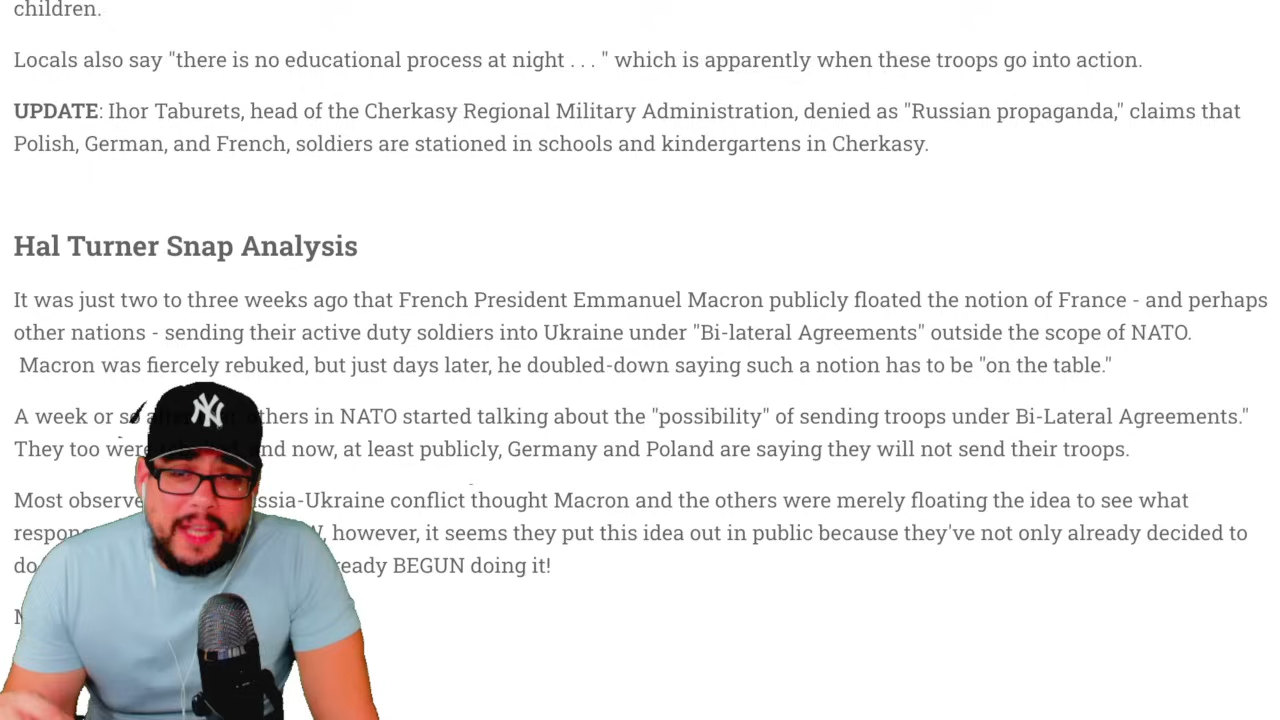 children.
Locals also say "there is no educational process at night . . . " which is apparently when these troops go into action.
UPDATE: Ihor Taburets, head of the Cherkasy Regional Military Administration, denied as "Russian propaganda," claims that
Polish, German, and French, soldiers are stationed in schools and kindergartens in Cherkasy.
Hal Turner Snap Analysis
It was just two to three weeks ago that French President Emmanuel Macron publicly floated the notion of France - and perhaps
other nations - sending their active duty soldiers into Ukraine under "Bi-lateral Agreements" outside the scope of NATO.
Macron was fiercely rebuked, but just days later, he doubled-down saying such a notion has to be "on the table."
A week or so others in NATO started talking about the "possibility" of sending troops under Bi-Lateral Agreements."
They too were and now, at least publicly, Germany and Poland are saying they will not send their troops.
Most ssia-Ukraine conflict thought Macron and the others were merely floating the idea to see what
however, it seems they put this idea out in public because they've not only already decided to
do BEGUN doing it!
NY